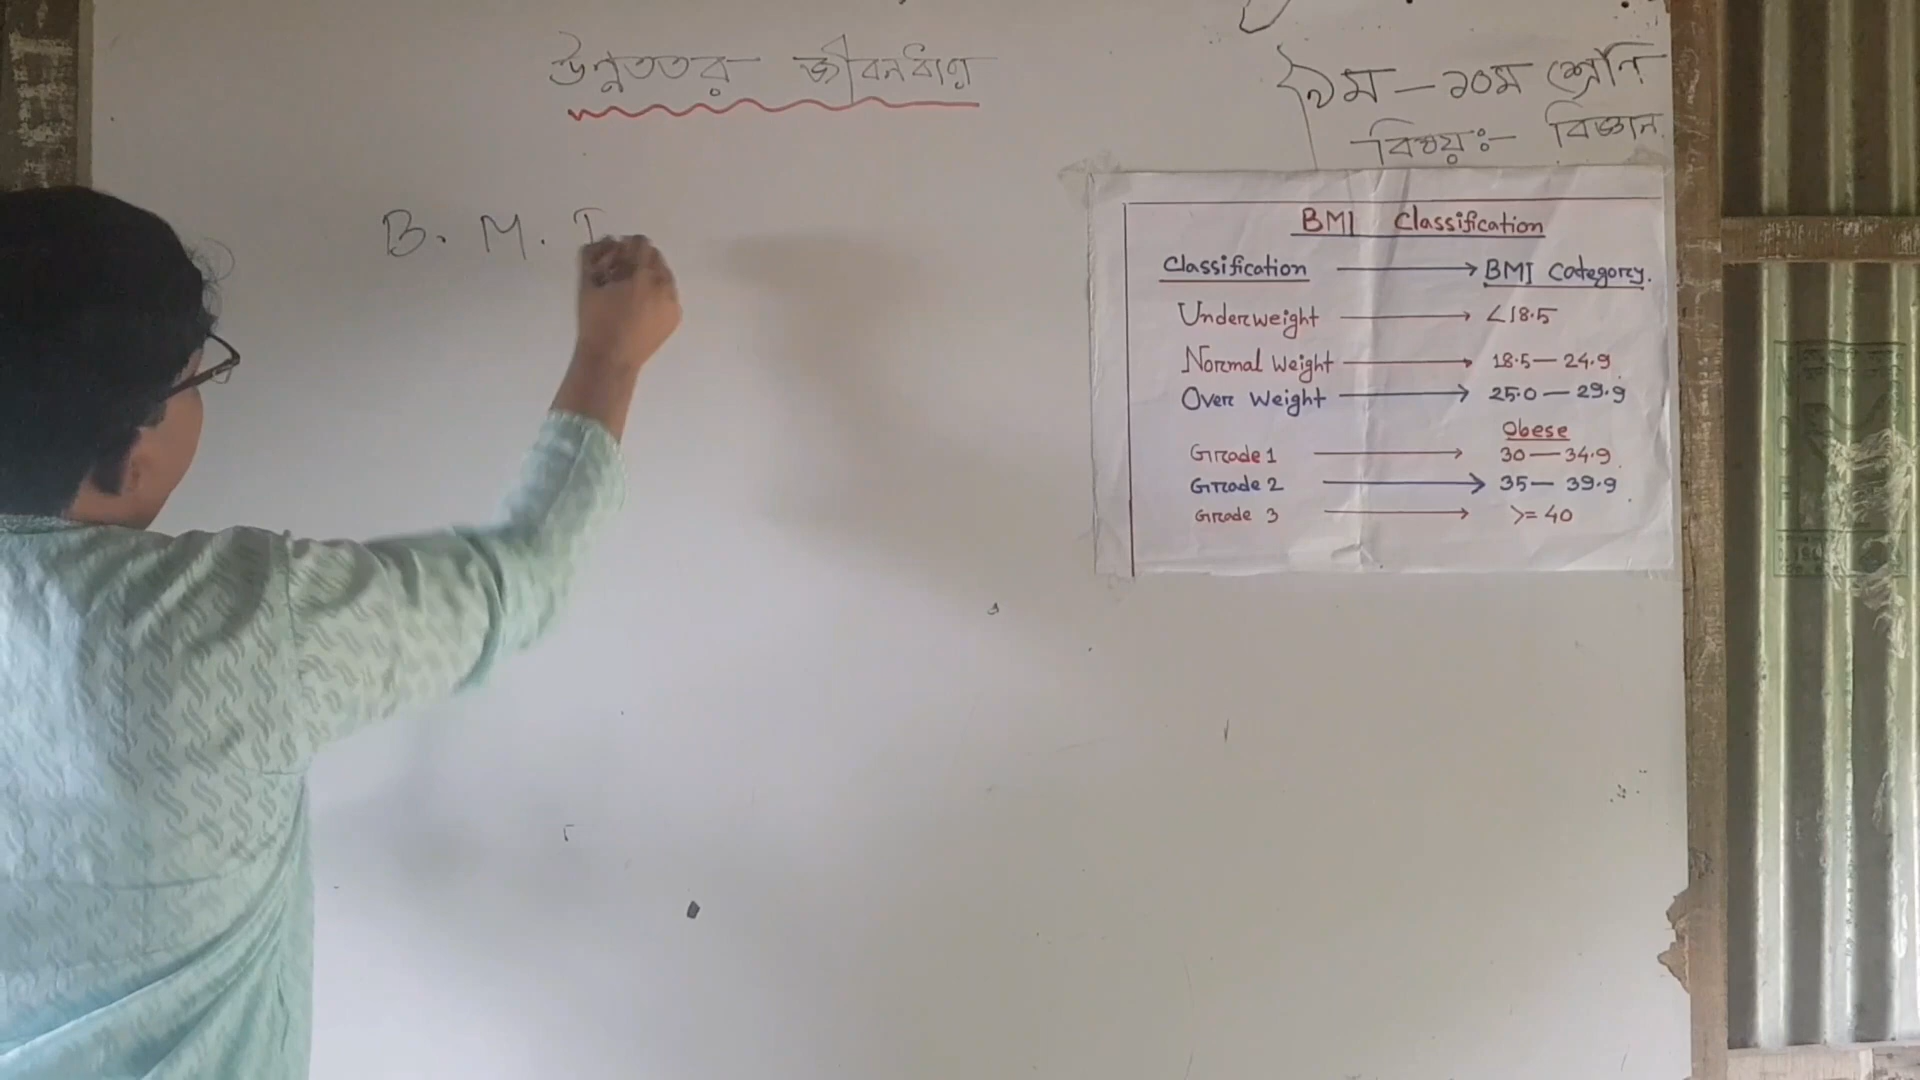 উন্নততর জীবনধারা
৯ম - ১০ম শ্রেণি
বিষয়ঃ- বিজ্ঞান
B. M. I
BMI Classification
Classification → BMI Category.
Underweight → <18.5
Normal Weight → 18.5 - 24.9
Over Weight → 25.0 - 29.9
Obese
Grade 1 → 30 - 34.9
Grade 2 → 35 - 39.9
Grade 3 → >= 40